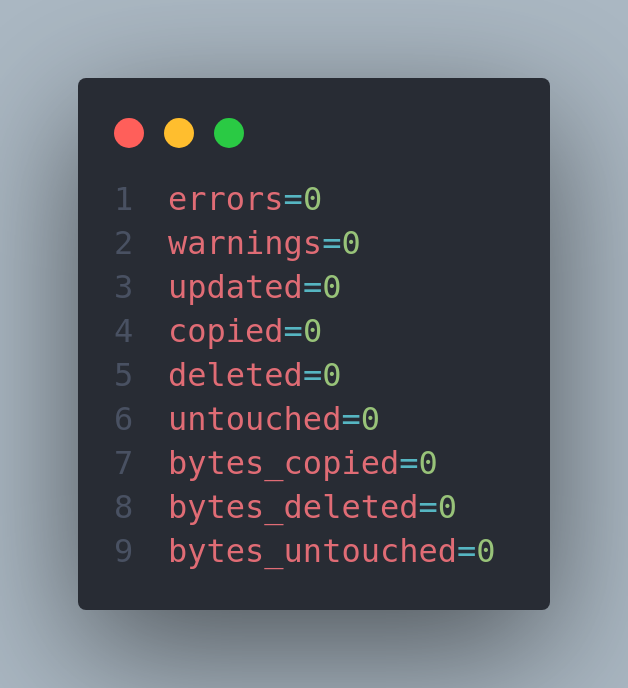 1 errors=0
2 warnings=0
3 updated=0
4 copied=0
5 deleted=0
6 untouched=0
7 bytes_copied=0
8 bytes_deleted=0
9 bytes_untouched=0